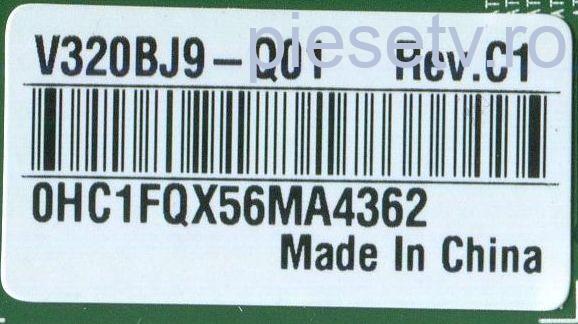 piesetv.ro
V320BJ9-Q01 Rev.C1
0HC1FQX56MA4362
Made In China